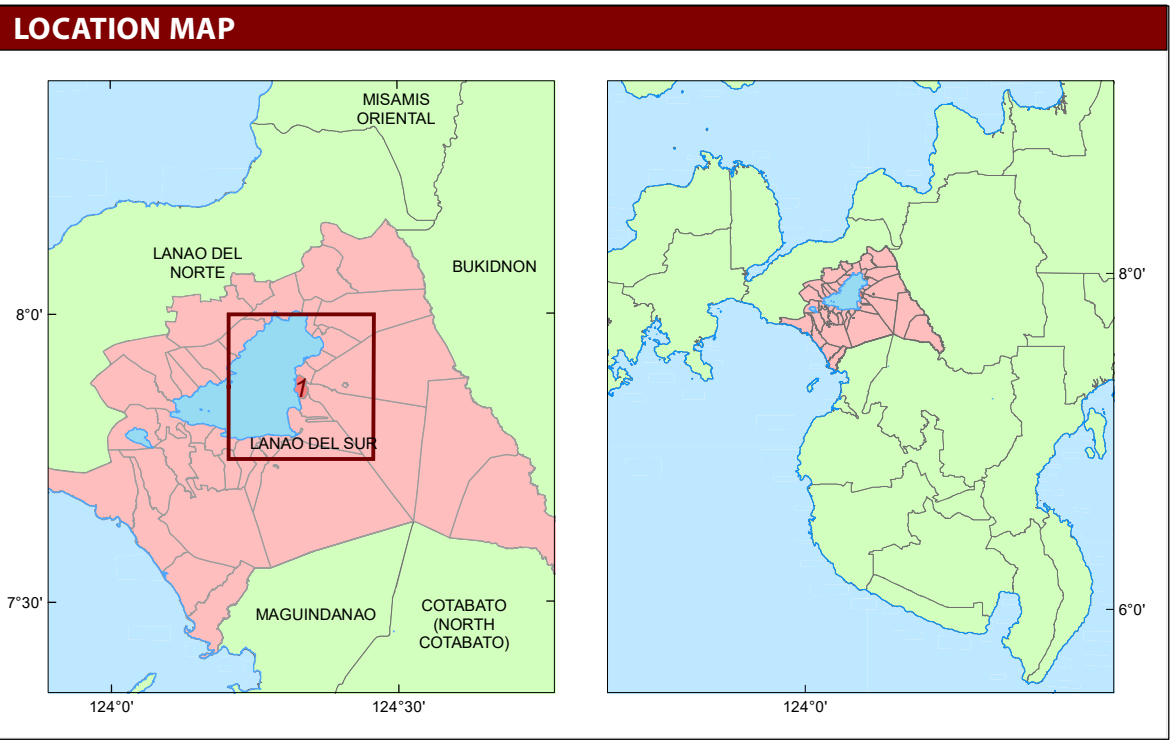 LOCATION MAP
MISAMIS
ORIENTAL
LANAO DEL
NORTE
BUKIDNON
8°0'
1
LANAO DEL SUR
7°30'
MAGUINDANAO
COTABATO
(NORTH
COTABATO)
124°0'
124°30'
8°0'
6°0'
124°0'